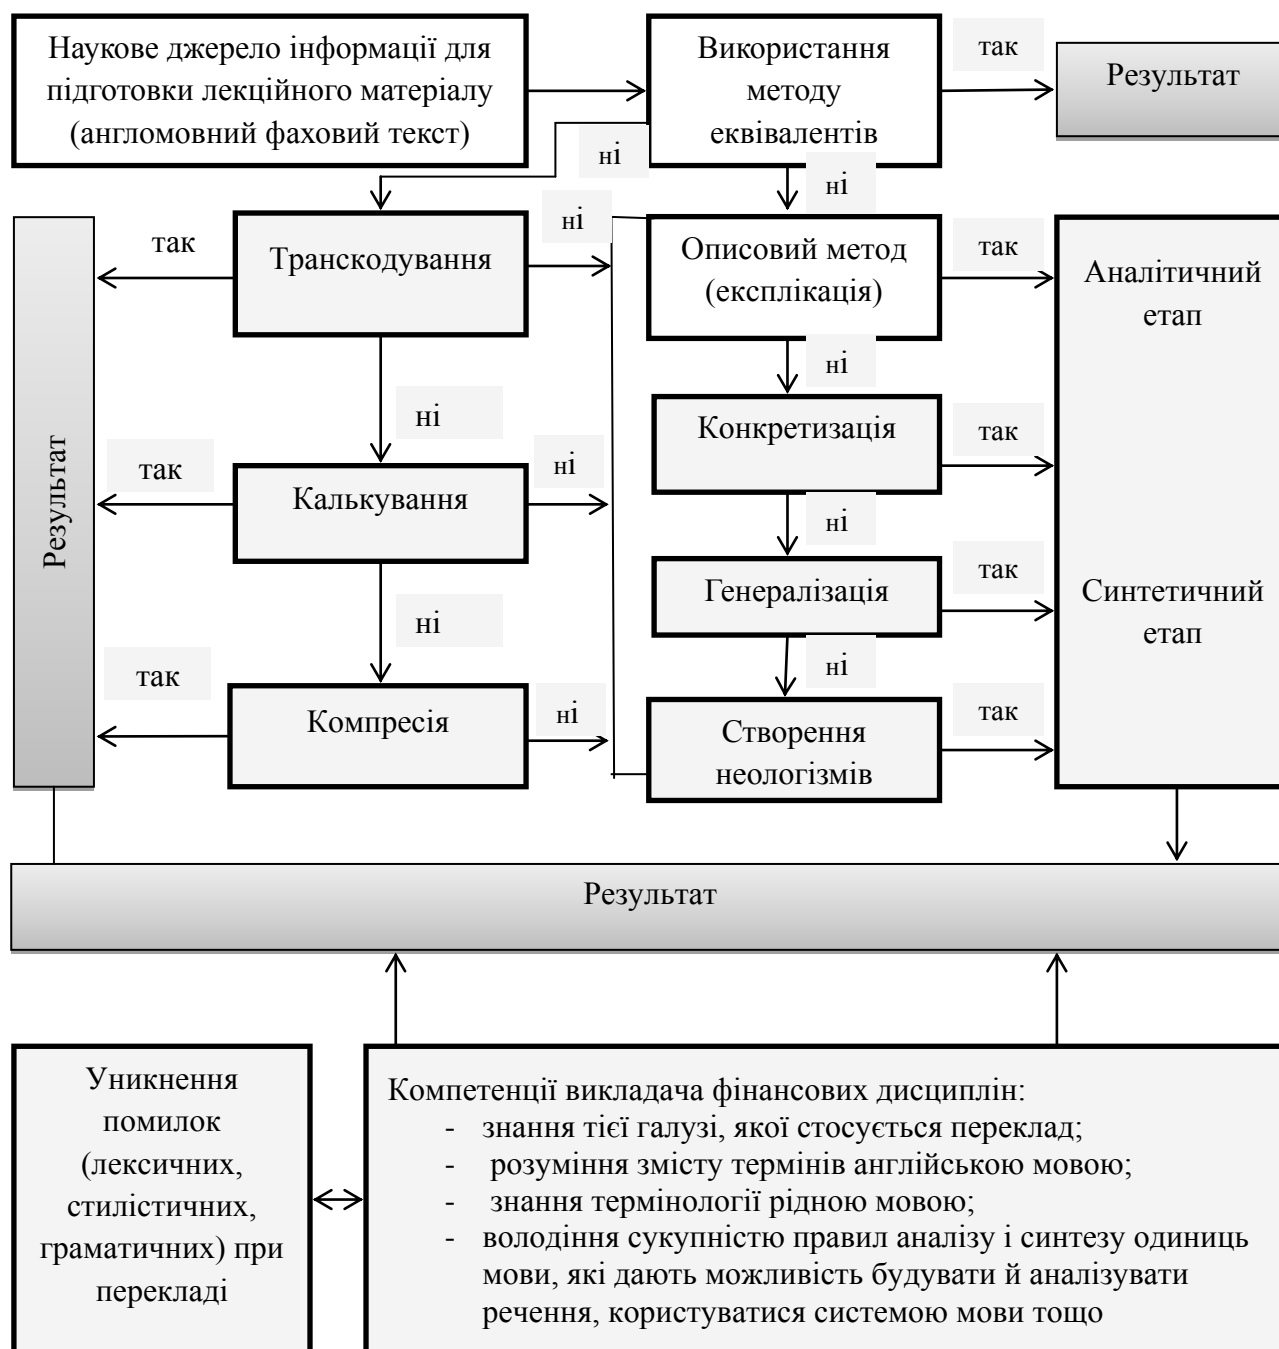 Наукове джерело інформації для
підготовки лекційного матеріалу
(англомовний фаховий текст)
Використання
методу
еквівалентів
так
Результат
ні
ні
так
Транскодування
ні
Описовий метод
(експлікація)
так
Аналітичний
етап
ні
ні
Конкретизація
так
Результат
так
Калькування
ні
ні
Генералізація
так
Синтетичний
етап
ні
ні
так
Компресія
ні
Створення
неологізмів
так
Результат
Уникнення
помилок
(лексичних,
стилістичних,
граматичних) при
перекладі
Компетенції викладача фінансових дисциплін:
- знання тієї галузі, якої стосується переклад;
- розуміння змісту термінів англійською мовою;
- знання термінології рідною мовою;
- володіння сукупністю правил аналізу і синтезу одиниць
мови, які дають можливість будувати й аналізувати
речення, користуватися системою мови тощо